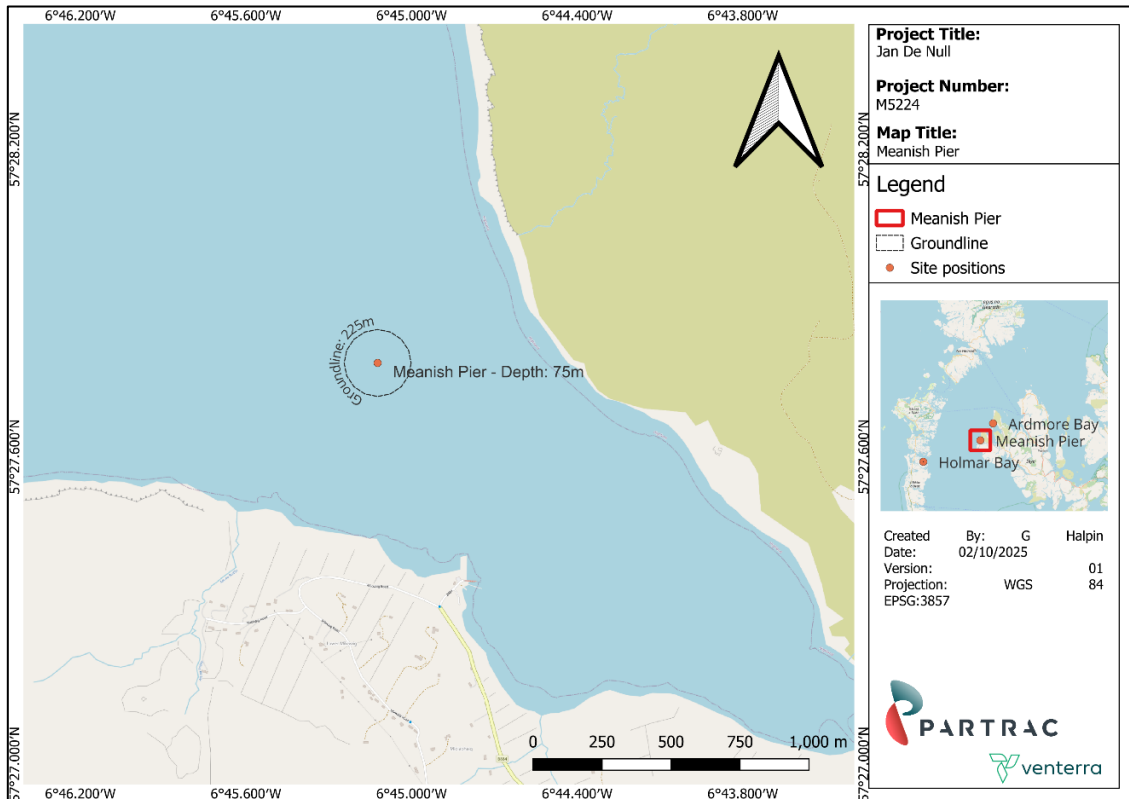 6°46.200'W 6°45.600'W 6°45.000'W 6°44.400'W 6°43.800'W
57°28.200'N
57°27.600'N
57°27.000'N
57°28.200'N
57°27.600'N
57°27.000'N
Groundline: 225m
Meanish Pier - Depth: 75m
0 250 500 750 1,000 m
6°46.200'W 6°45.600'W 6°45.000'W 6°44.400'W 6°43.800'W
Project Title:
Jan De Null
Project Number:
M5224
Map Title:
Meanish Pier
Legend
Meanish Pier
Groundline
Site positions
Ardmore Bay
Meanish Pier
Holmar Bay
Created By: G Halpin
Date: 02/10/2025
Version: 01
Projection: WGS 84
EPSG:3857
PARTRAC
venterra